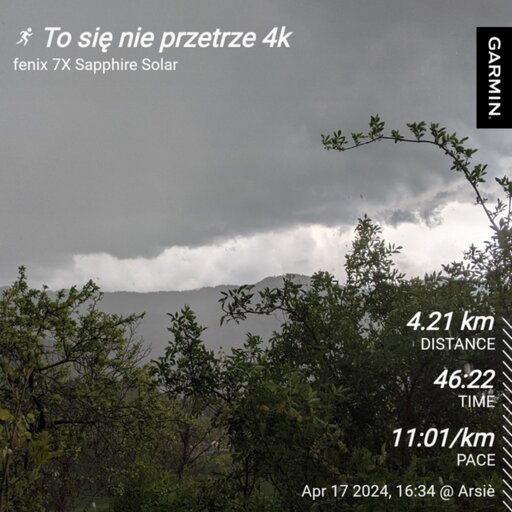 To się nie przetrze 4k
fenix 7X Sapphire Solar
GARMIN
4.21 km
DISTANCE
46:22
TIME
11:01/km
PACE
Apr 17 2024, 16:34 @ Arsiè